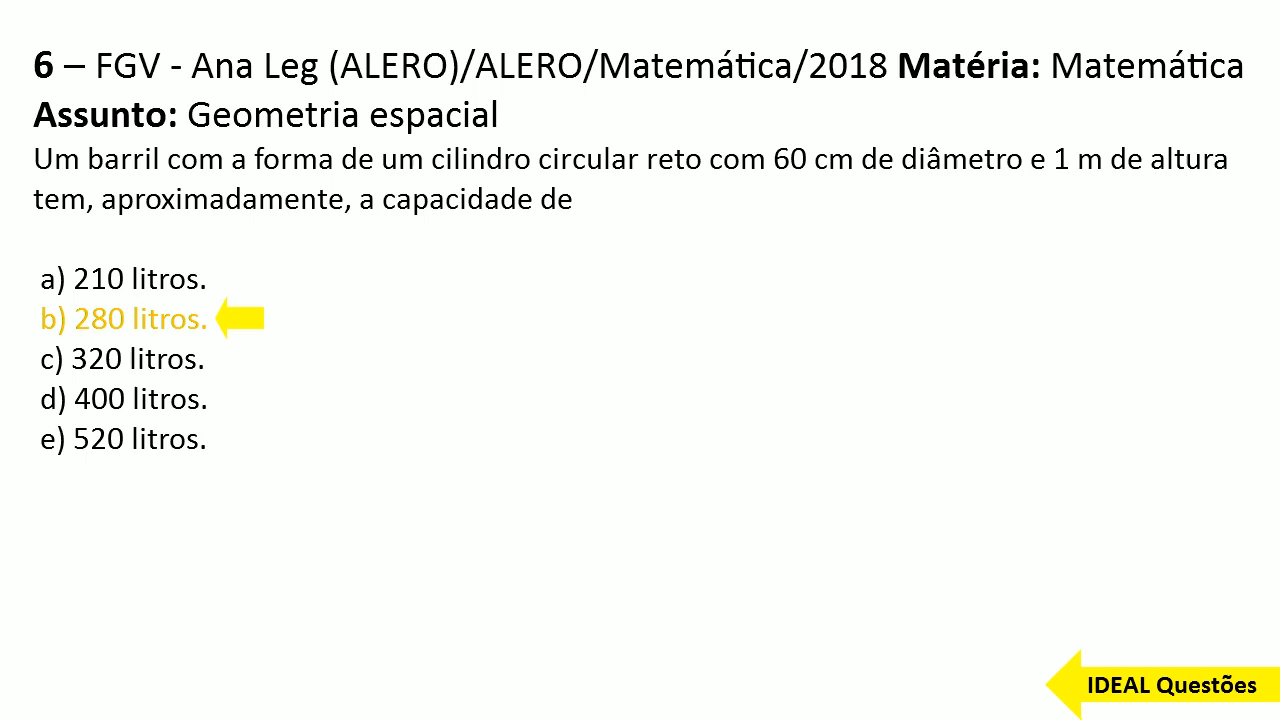 6 – FGV - Ana Leg (ALERO)/ALERO/Matemática/2018 Matéria: Matemática
Assunto: Geometria espacial
Um barril com a forma de um cilindro circular reto com 60 cm de diâmetro e 1 m de altura
tem, aproximadamente, a capacidade de
a) 210 litros.
b) 280 litros.
c) 320 litros.
d) 400 litros.
e) 520 litros.
IDEAL Questões